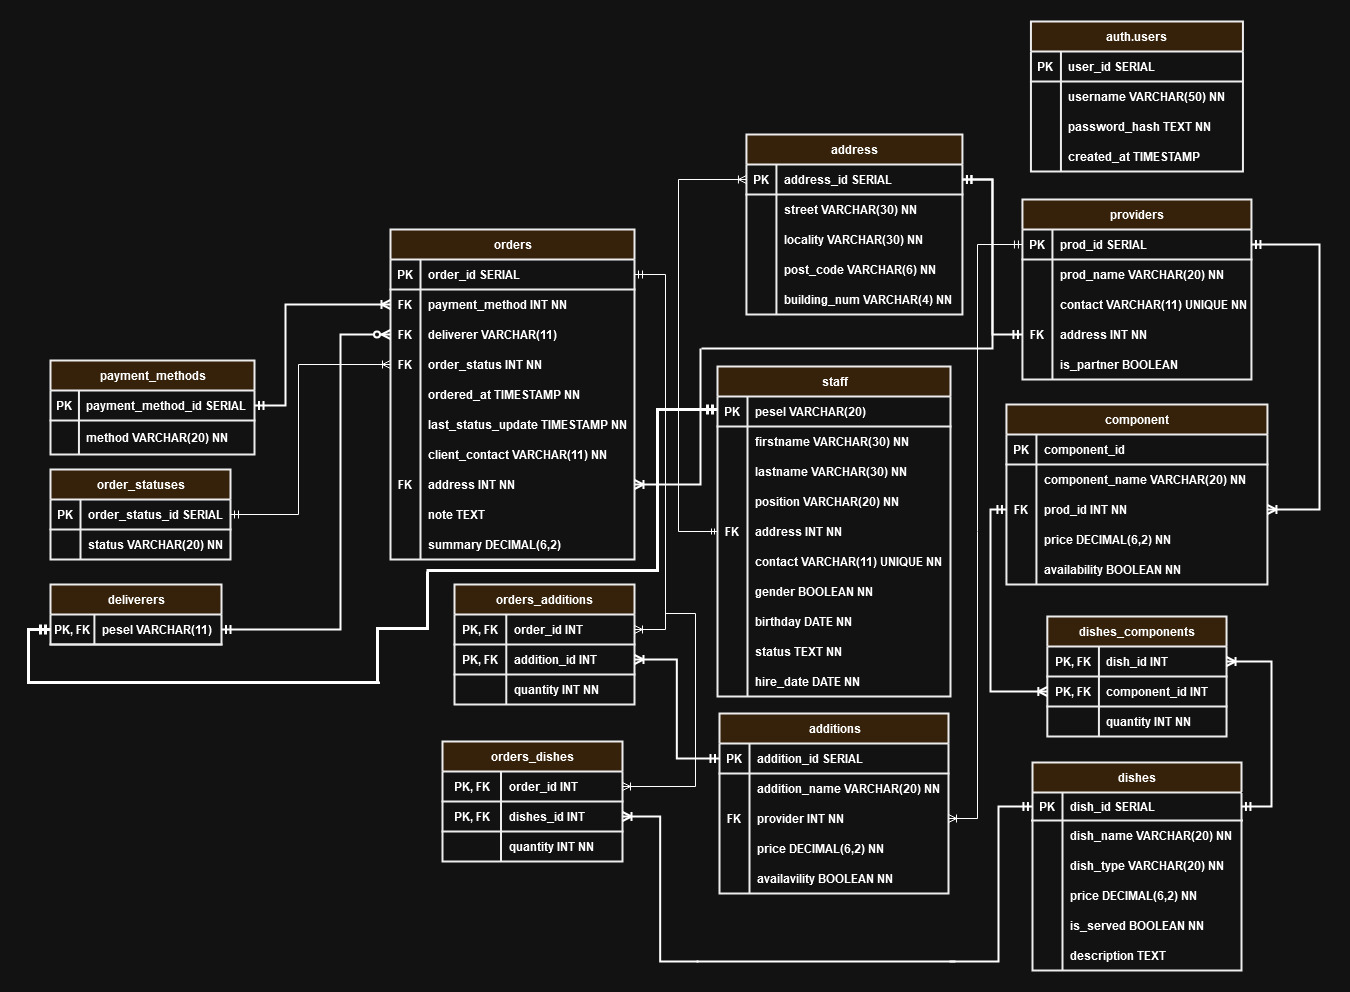 auth.users
PK user_id SERIAL
username VARCHAR(50) NN
password_hash TEXT NN
created_at TIMESTAMP
address
PK address_id SERIAL
street VARCHAR(30) NN
locality VARCHAR(30) NN
post_code VARCHAR(6) NN
building_num VARCHAR(4) NN
providers
PK prod_id SERIAL
prod_name VARCHAR(20) NN
contact VARCHAR(11) UNIQUE NN
FK address INT NN
is_partner BOOLEAN
orders
PK order_id SERIAL
FK payment_method INT NN
FK deliverer VARCHAR(11)
FK order_status INT NN
ordered_at TIMESTAMP NN
last_status_update TIMESTAMP NN
client_contact VARCHAR(11) NN
FK address INT NN
note TEXT
summary DECIMAL(6,2)
payment_methods
PK payment_method_id SERIAL
method VARCHAR(20) NN
order_statuses
PK order_status_id SERIAL
status VARCHAR(20) NN
deliverers
PK, FK pesel VARCHAR(11)
staff
PK pesel VARCHAR(20)
firstname VARCHAR(30) NN
lastname VARCHAR(30) NN
position VARCHAR(20) NN
FK address INT NN
contact VARCHAR(11) UNIQUE NN
gender BOOLEAN NN
birthday DATE NN
status TEXT NN
hire_date DATE NN
component
PK component_id
component_name VARCHAR(20) NN
FK prod_id INT NN
price DECIMAL(6,2) NN
availability BOOLEAN NN
orders_additions
PK, FK order_id INT
PK, FK addition_id INT
quantity INT NN
dishes_components
PK, FK dish_id INT
PK, FK component_id INT
quantity INT NN
orders_dishes
PK, FK order_id INT
PK, FK dishes_id INT
quantity INT NN
additions
PK addition_id SERIAL
addition_name VARCHAR(20) NN
FK provider INT NN
price DECIMAL(6,2) NN
availavility BOOLEAN NN
dishes
PK dish_id SERIAL
dish_name VARCHAR(20) NN
dish_type VARCHAR(20) NN
price DECIMAL(6,2) NN
is_served BOOLEAN NN
description TEXT